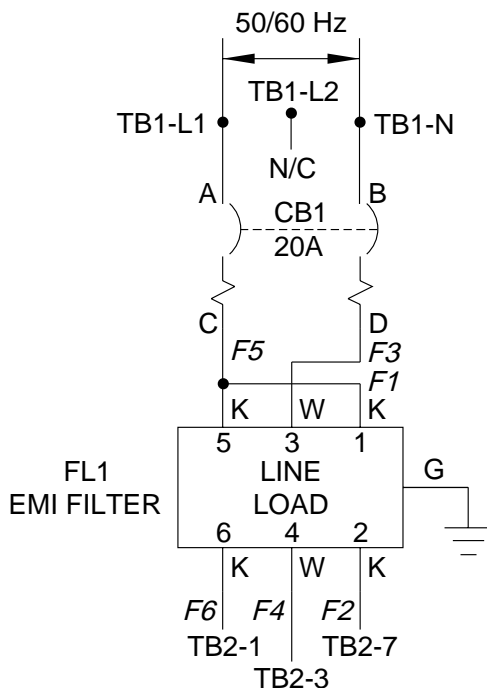 50/60 Hz
TB1-L2
TB1-L1
TB1-N
N/C
A
B
CB1
20A
C
D
F5
F3
F1
K
W
K
5
3
1
FL1
EMI FILTER
LINE
LOAD
G
6
4
2
K
W
K
F6
F4
F2
TB2-1
TB2-7
TB2-3